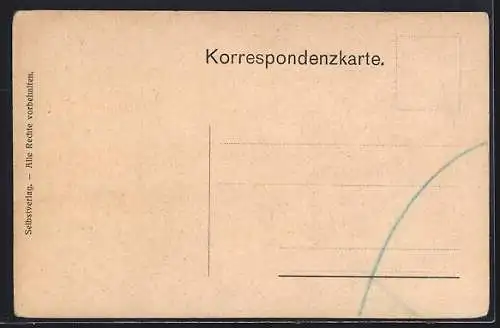 Korrespondenzkarte.
Selbstverlag. — Alle Rechte vorbehalten.